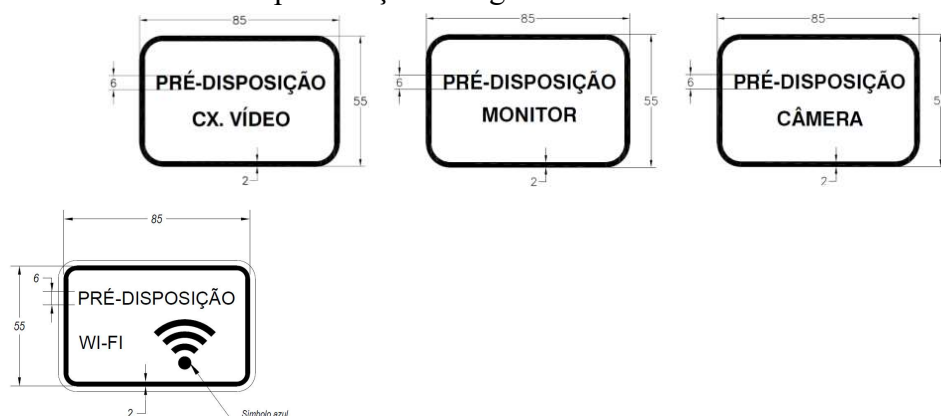 85
85
85
6
PRÉ-DISPOSIÇÃO
CX. VÍDEO
55
2
6
PRÉ-DISPOSIÇÃO
MONITOR
55
2
6
PRÉ-DISPOSIÇÃO
CÂMERA
2
85
6
55
PRÉ-DISPOSIÇÃO
WI-FI
2
Símbolo azul